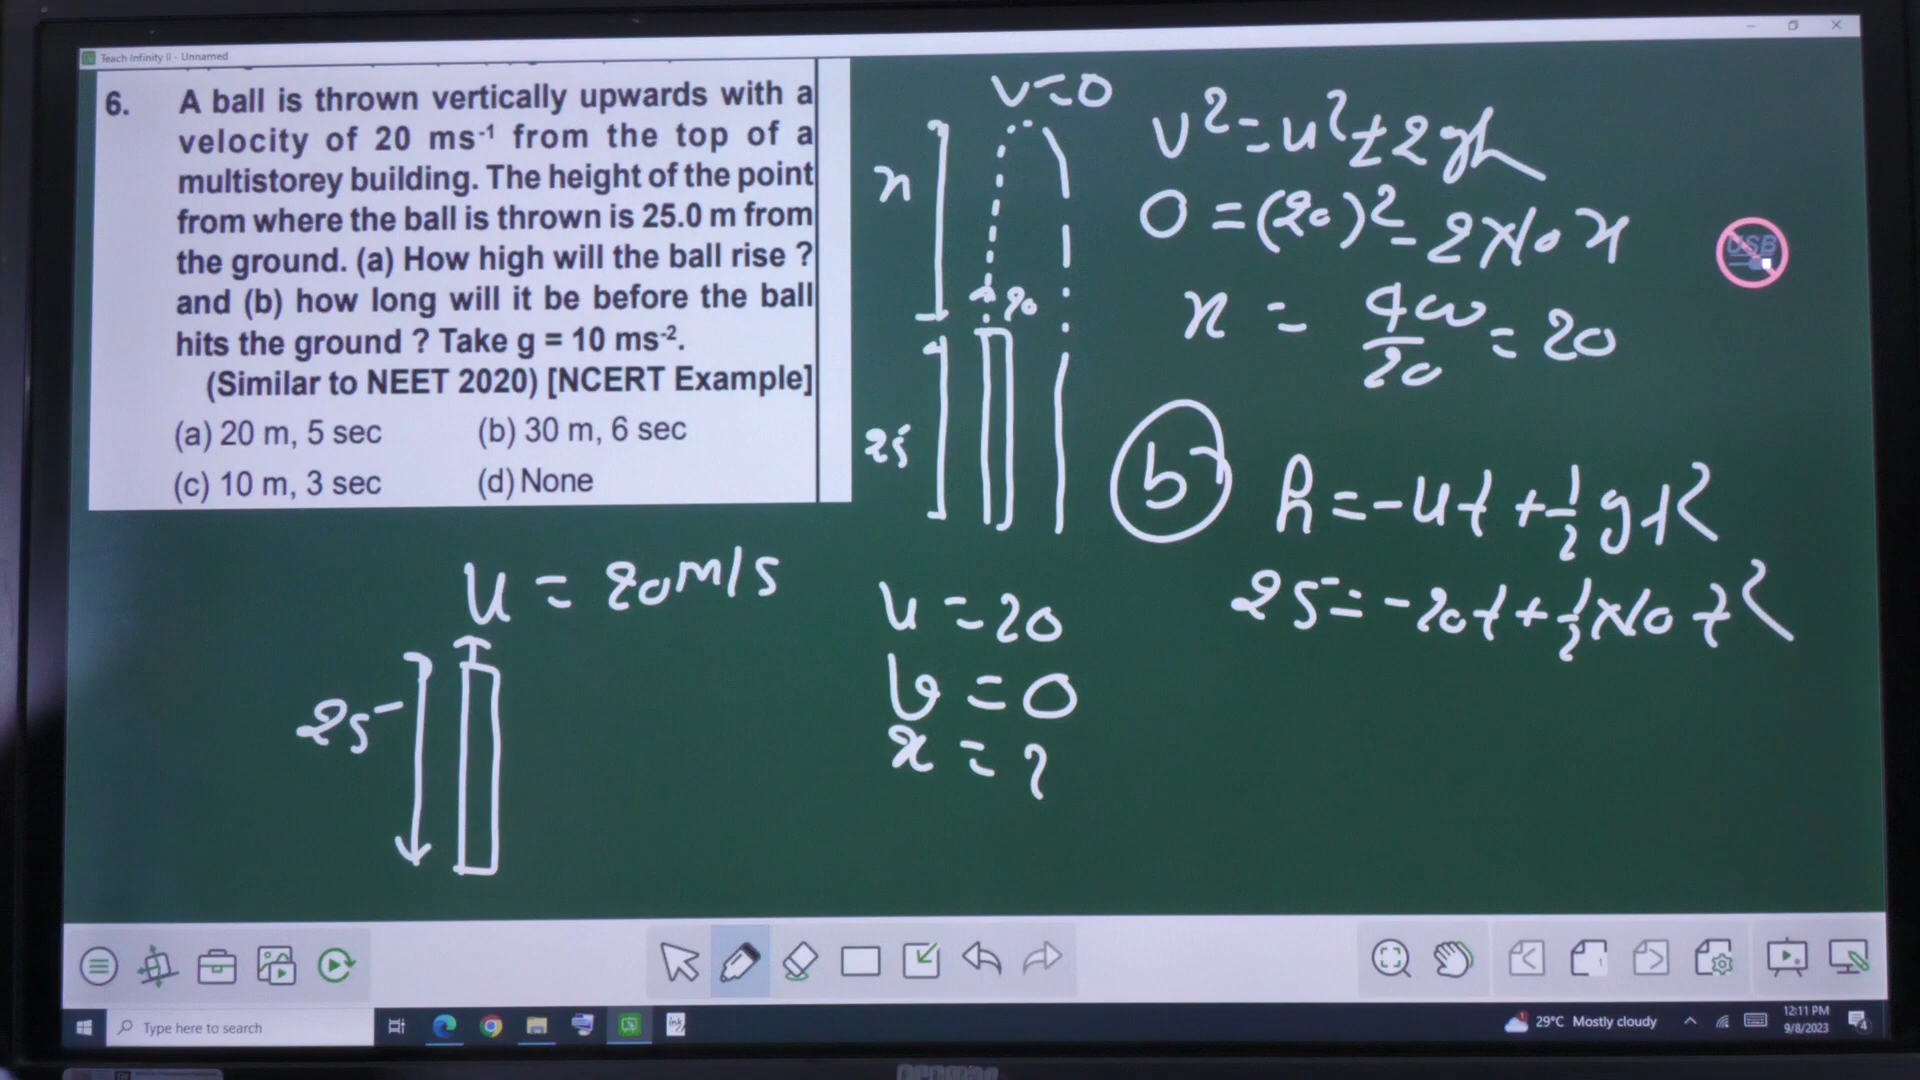 Teach Infinity II - Unnamed
6. A ball is thrown vertically upwards with a
velocity of 20 ms⁻¹ from the top of a
multistorey building. The height of the point
from where the ball is thrown is 25.0 m from
the ground. (a) How high will the ball rise ?
and (b) how long will it be before the ball
hits the ground ? Take g = 10 ms⁻².
(Similar to NEET 2020) [NCERT Example]
(a) 20 m, 5 sec (b) 30 m, 6 sec
(c) 10 m, 3 sec (d) None
v=0
x
20
25
v²=u²±2gh
0=(20)²-2×10x
x = 400/20 = 20
USB
b
h=-ut+½gt²
25=-20t+½×10t²
u = 20m/s
25
u=20
v=0
x=?
1
Type here to search
ink
29°C Mostly cloudy
12:11 PM
9/8/2023
4